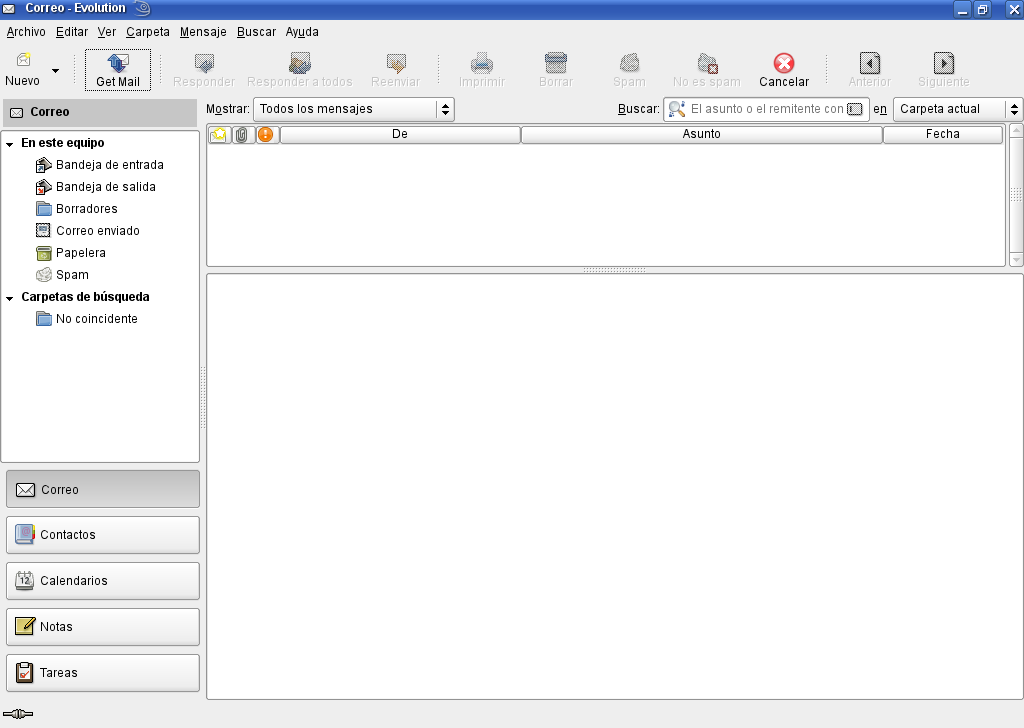 Correo - Evolution
Archivo Editar Ver Carpeta Mensaje Buscar Ayuda
Nuevo Get Mail Responder Responder a todos Reenviar Imprimir Borrar Spam No es spam Cancelar Anterior Siguiente
Correo Mostrar: Todos los mensajes Buscar: El asunto o el remitente con en Carpeta actual
De Asunto Fecha
En este equipo
Bandeja de entrada
Bandeja de salida
Borradores
Correo enviado
Papelera
Spam
Carpetas de búsqueda
No coincidente
Correo
Contactos
12
Calendarios
Notas
Tareas